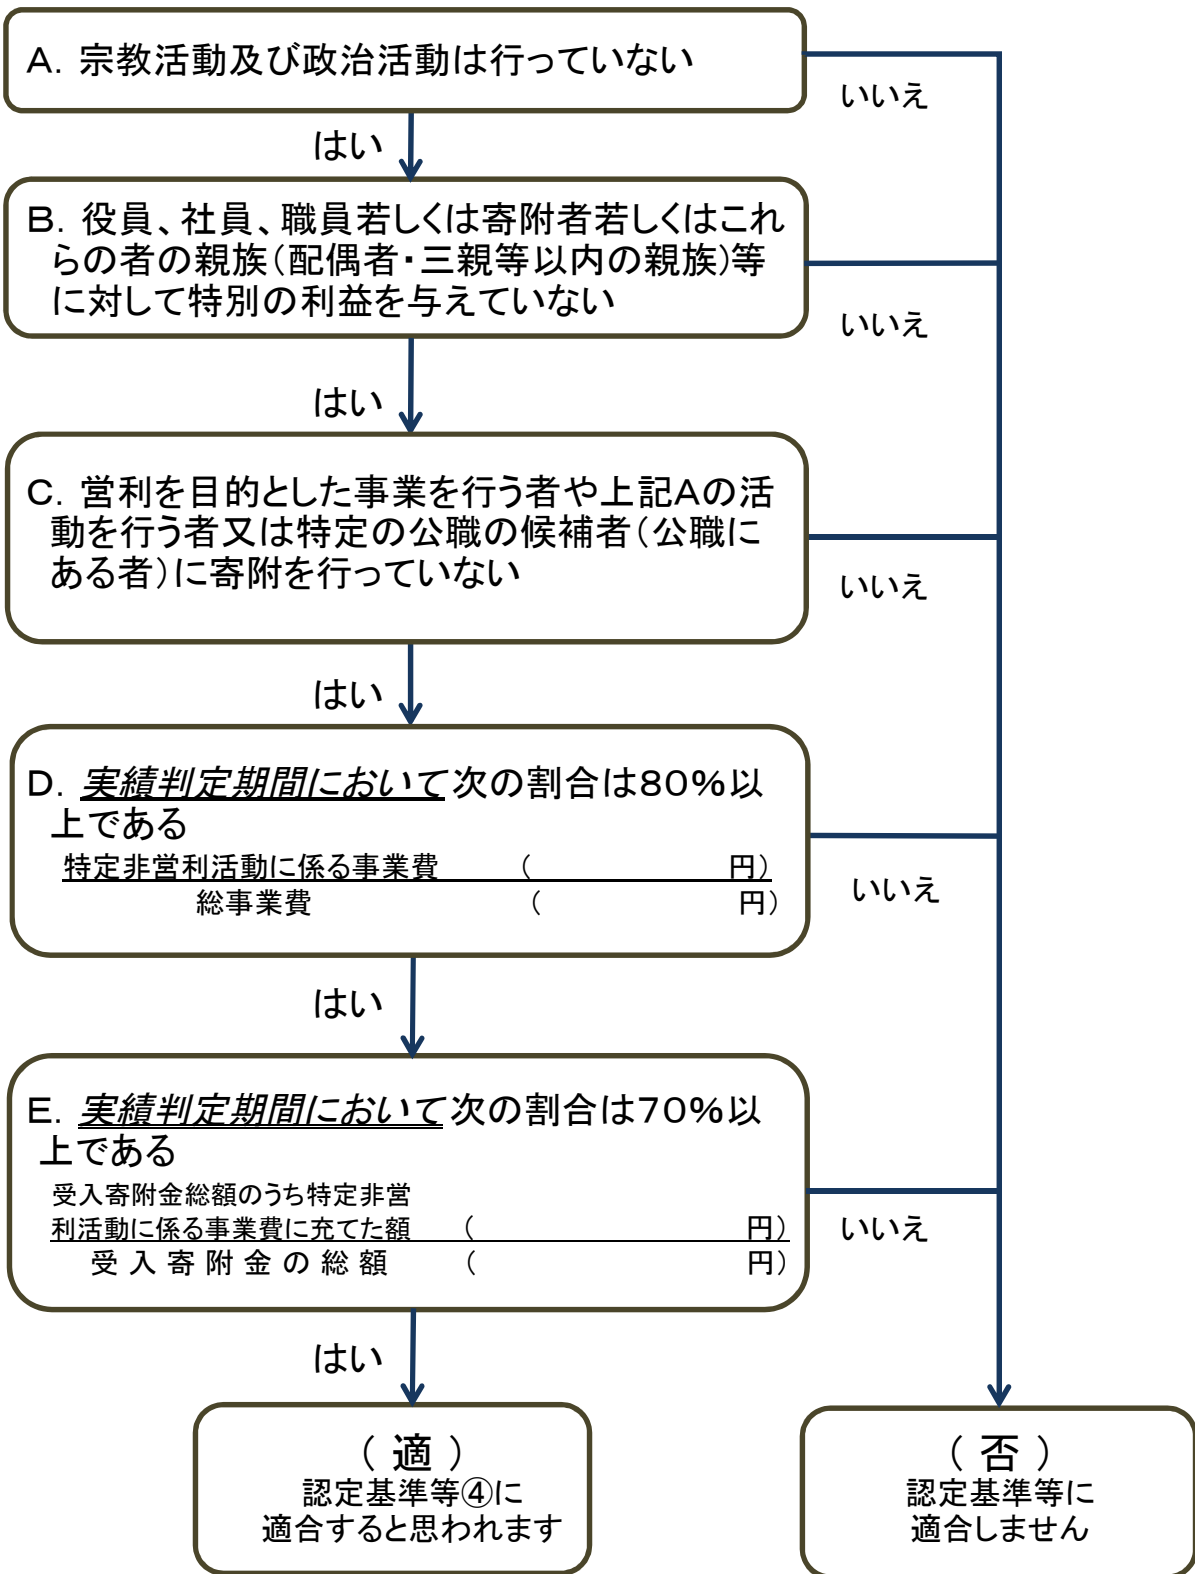 A. 宗教活動及び政治活動は行っていない
いいえ
はい
B. 役員、社員、職員若しくは寄附者若しくはこれ
らの者の親族(配偶者・三親等以内の親族)等
に対して特別の利益を与えていない
いいえ
はい
C. 営利を目的とした事業を行う者や上記Aの活
動を行う者又は特定の公職の候補者(公職に
ある者)に寄附を行っていない
いいえ
はい
D. 実績判定期間において次の割合は80%以
上である
特定非営利活動に係る事業費 ( 円)
総事業費 ( 円)
いいえ
はい
E. 実績判定期間において次の割合は70%以
上である
受入寄附金総額のうち特定非営
利活動に係る事業費に充てた額 ( 円)
受入寄附金の総額 ( 円)
いいえ
はい
(適)
認定基準等④に
適合すると思われます
(否)
認定基準等に
適合しません